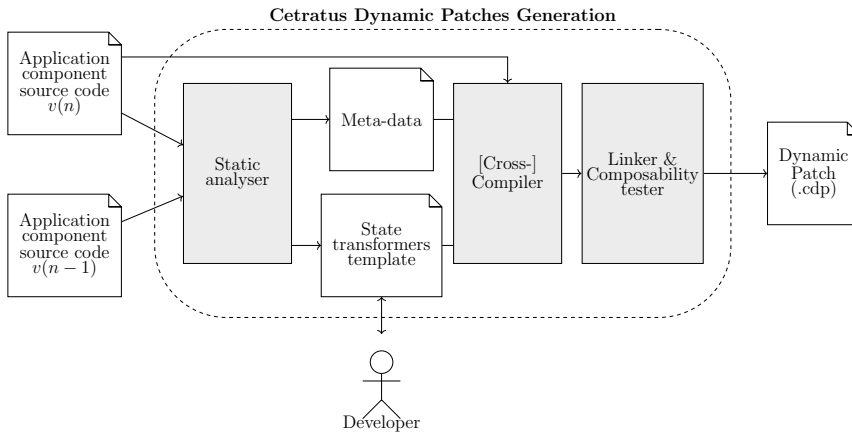 Cetratus Dynamic Patches Generation
Application
component
source code
v(n)
Application
component
source code
v(n − 1)
Static
analyser
Meta-data
State
transformers
template
[Cross-]
Compiler
Linker &
Composability
tester
Dynamic
Patch
(.cdp)
Developer